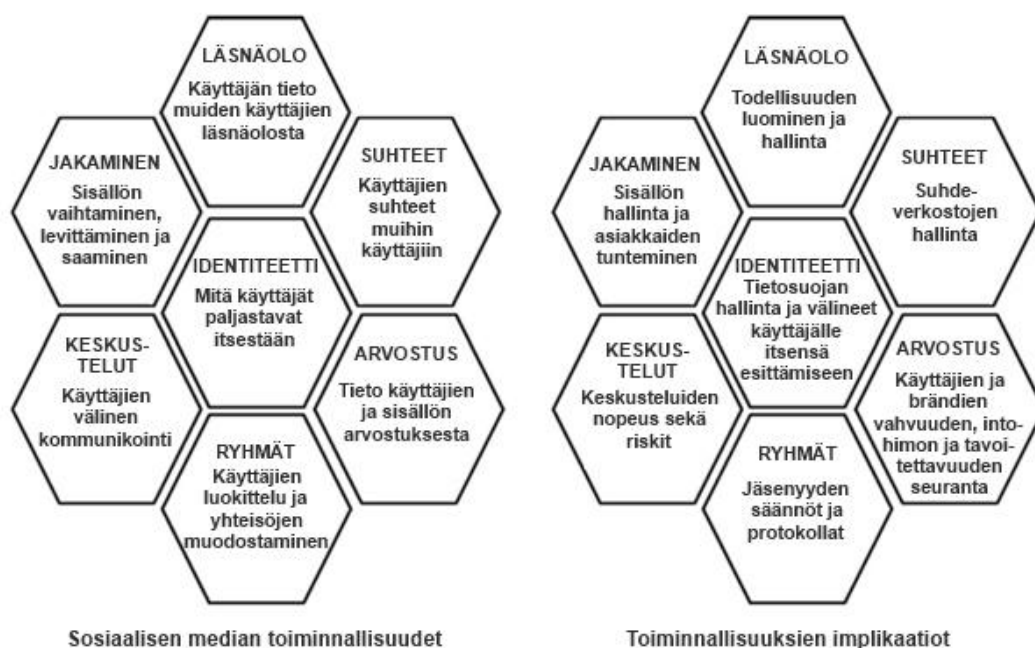 LÄSNÄOLO
Käyttäjän tieto
muiden käyttäjien
läsnäolosta
JAKAMINEN
Sisällön
vaihtaminen,
levittäminen ja
saaminen
SUHTEET
Käyttäjien
suhteet
muihin
käyttäjiin
IDENTITEETTI
Mitä käyttäjät
paljastavat
itsestään
KESKUS-
TELUT
Käyttäjien
välinen
kommunikointi
ARVOSTUS
Tieto käyttäjien
ja sisällön
arvostuksesta
RYHMÄT
Käyttäjien
luokittelu ja
yhteisöjen
muodostaminen
Sosiaalisen median toiminnallisuudet
LÄSNÄOLO
Todellisuuden
luominen ja
hallinta
JAKAMINEN
Sisällön
hallinta ja
asiakkaiden
tunteminen
SUHTEET
Suhde-
verkostojen
hallinta
IDENTITEETTI
Tietosuojan
hallinta ja välineet
käyttäjälle
itsensä
esittämiseen
KESKUS-
TELUT
Keskusteluiden
nopeus sekä
riskit
ARVOSTUS
Käyttäjien ja
brändien
vahvuuden, into-
himon ja tavoi-
tettavuuden
seuranta
RYHMÄT
Jäsenyyden
säännöt ja
protokollat
Toiminnallisuuksien implikaatiot